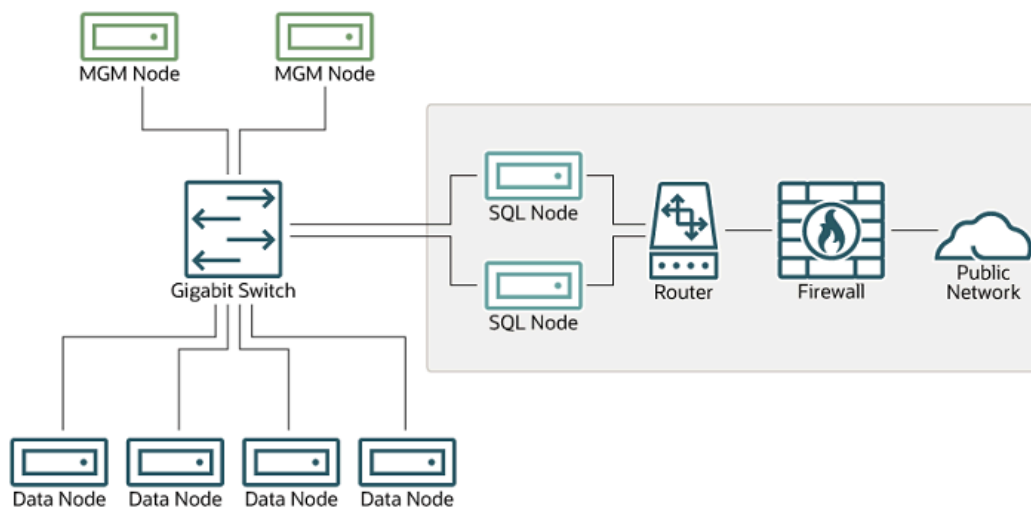 MGM Node
MGM Node
SQL Node
Gigabit Switch
SQL Node
Router
Firewall
Public
Network
Data Node
Data Node
Data Node
Data Node